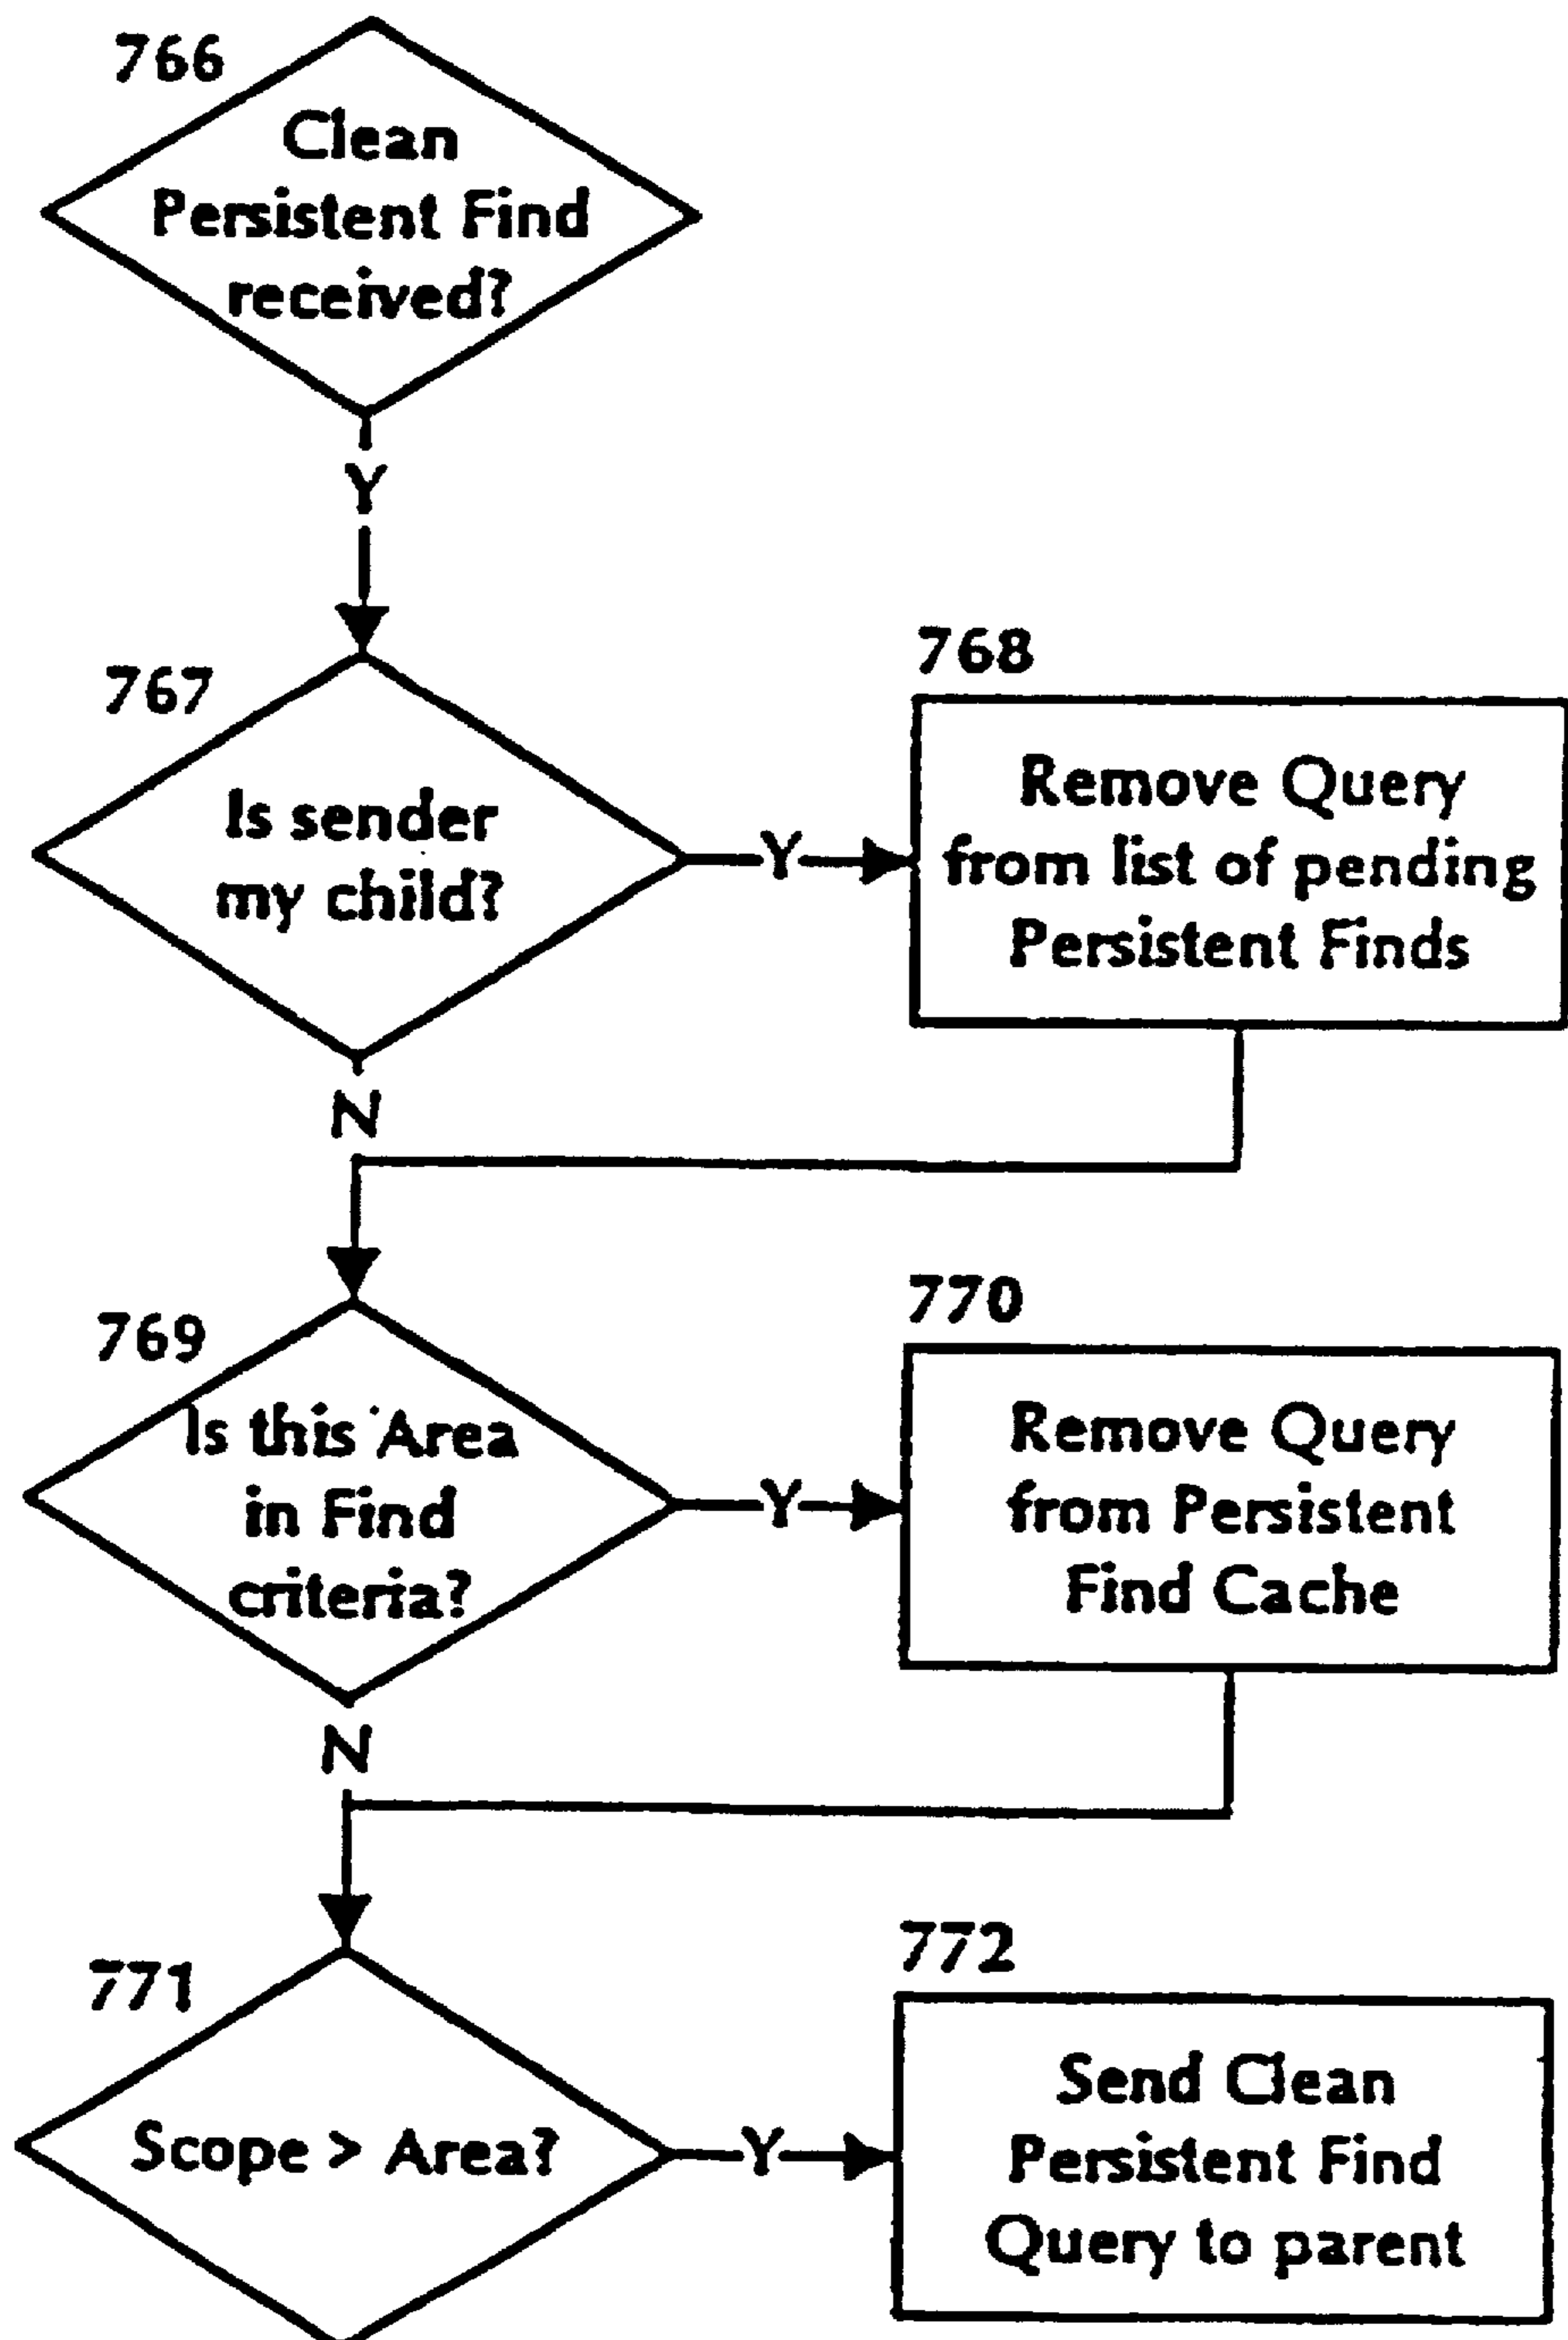 766
Clean
Persistent Find
received?
Y
767
Is sender
my child?
Y
768
Remove Query
from list of pending
Persistent Finds
N
769
Is this Area
in Find
criteria?
Y
770
Remove Query
from Persistent
Find Cache
N
771
Scope > Area?
Y
772
Send Clean
Persistent Find
Query to parent